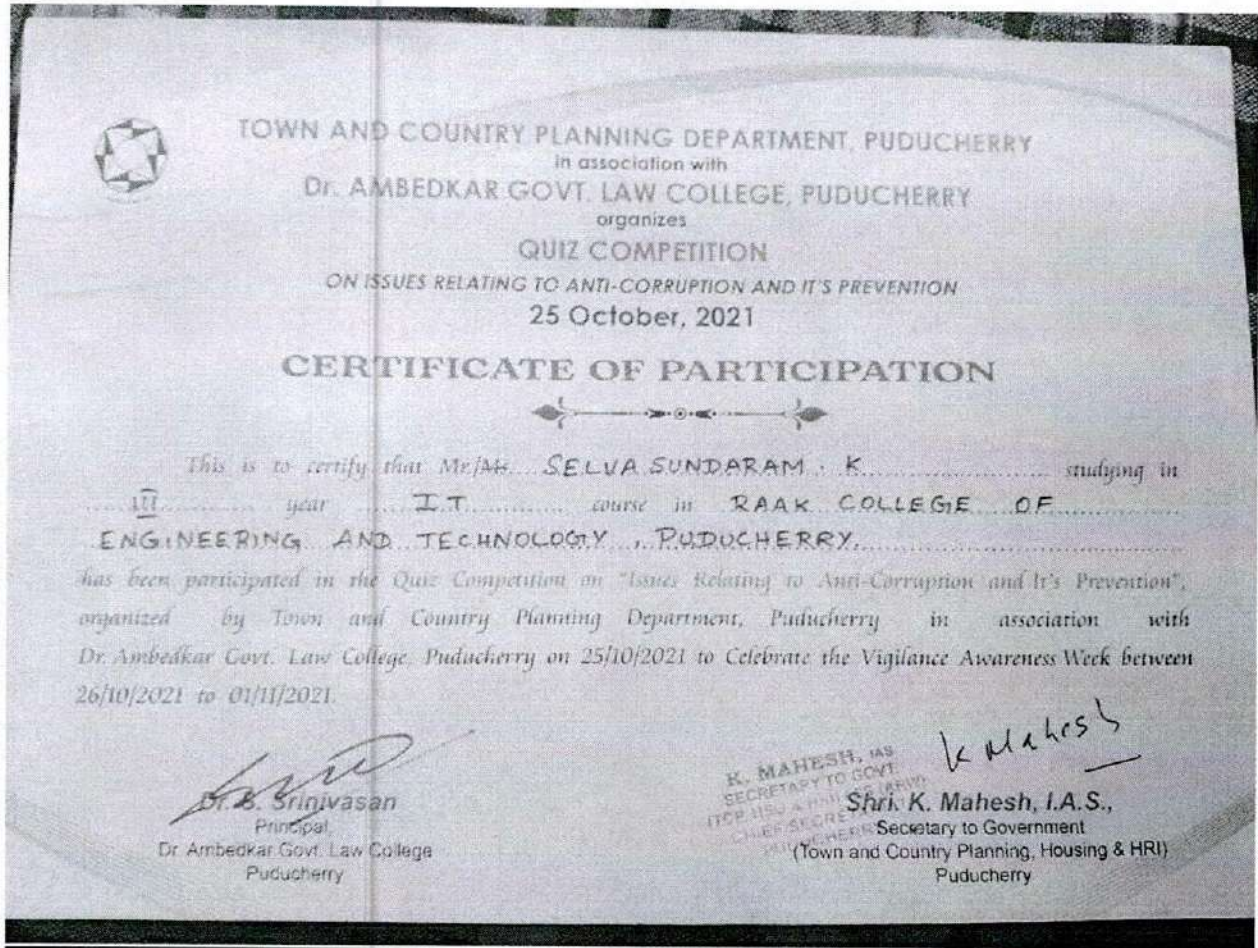 TOWN AND COUNTRY PLANNING DEPARTMENT, PUDUCHERRY
in association with
Dr. AMBEDKAR GOVT. LAW COLLEGE, PUDUCHERRY
organizes
QUIZ COMPETITION
ON ISSUES RELATING TO ANTI-CORRUPTION AND IT'S PREVENTION
25 October, 2021
CERTIFICATE OF PARTICIPATION
This is to certify that Mr/Ms. SELVA SUNDARAM. K studying in
III year I.T course in RAAK COLLEGE OF
ENGINEERING AND TECHNOLOGY, PUDUCHERRY.
has been participated in the Quiz Competition on "Issues Relating to Anti-Corruption and It's Prevention",
organized by Town and Country Planning Department, Puducherry in association with
Dr. Ambedkar Govt. Law College, Puducherry on 25/10/2021 to Celebrate the Vigilance Awareness Week between
26/10/2021 to 01/11/2021.
K Mahesh
K. MAHESH, IAS
SECRETARY TO GOVT.
CHIEF SECRETARIAT
Dr. S. Srinivasan
Principal,
Dr. Ambedkar Govt. Law College
Puducherry
Shri. K. Mahesh, I.A.S.,
Secretary to Government
(Town and Country Planning, Housing & HRI)
Puducherry